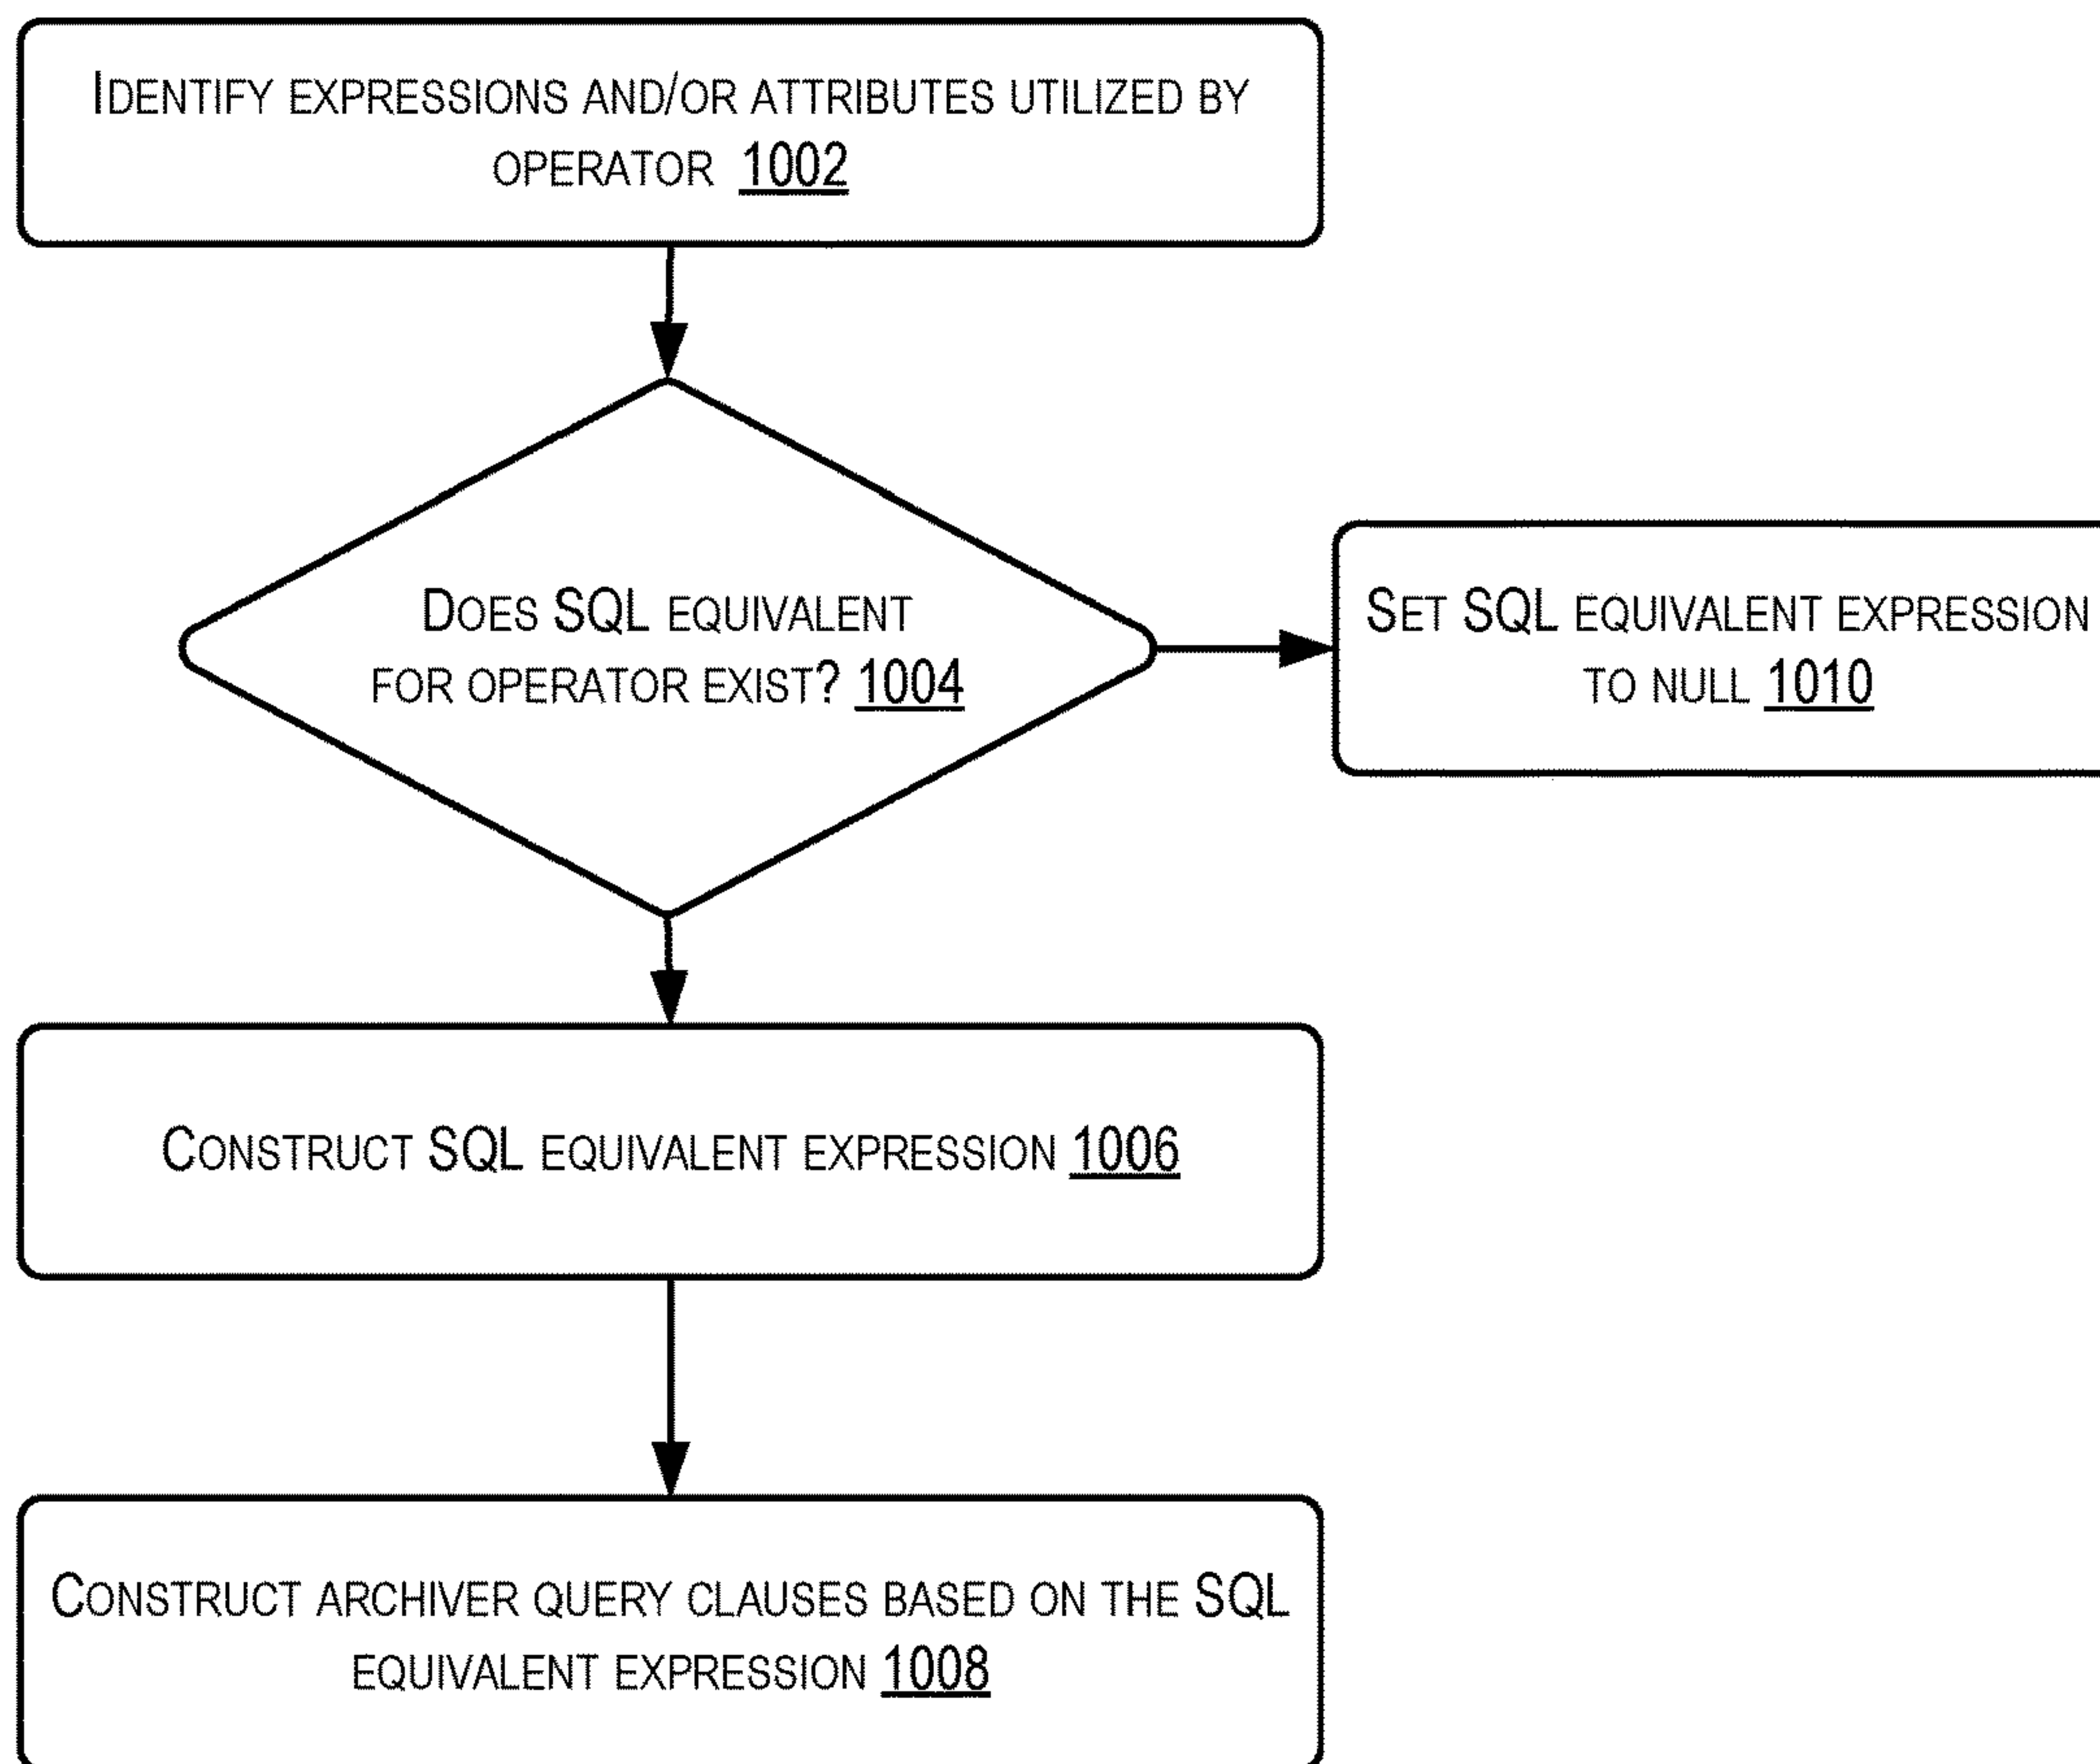 IDENTIFY EXPRESSIONS AND/OR ATTRIBUTES UTILIZED BY
OPERATOR 1002
DOES SQL EQUIVALENT
FOR OPERATOR EXIST? 1004
SET SQL EQUIVALENT EXPRESSION
TO NULL 1010
CONSTRUCT SQL EQUIVALENT EXPRESSION 1006
CONSTRUCT ARCHIVER QUERY CLAUSES BASED ON THE SQL
EQUIVALENT EXPRESSION 1008